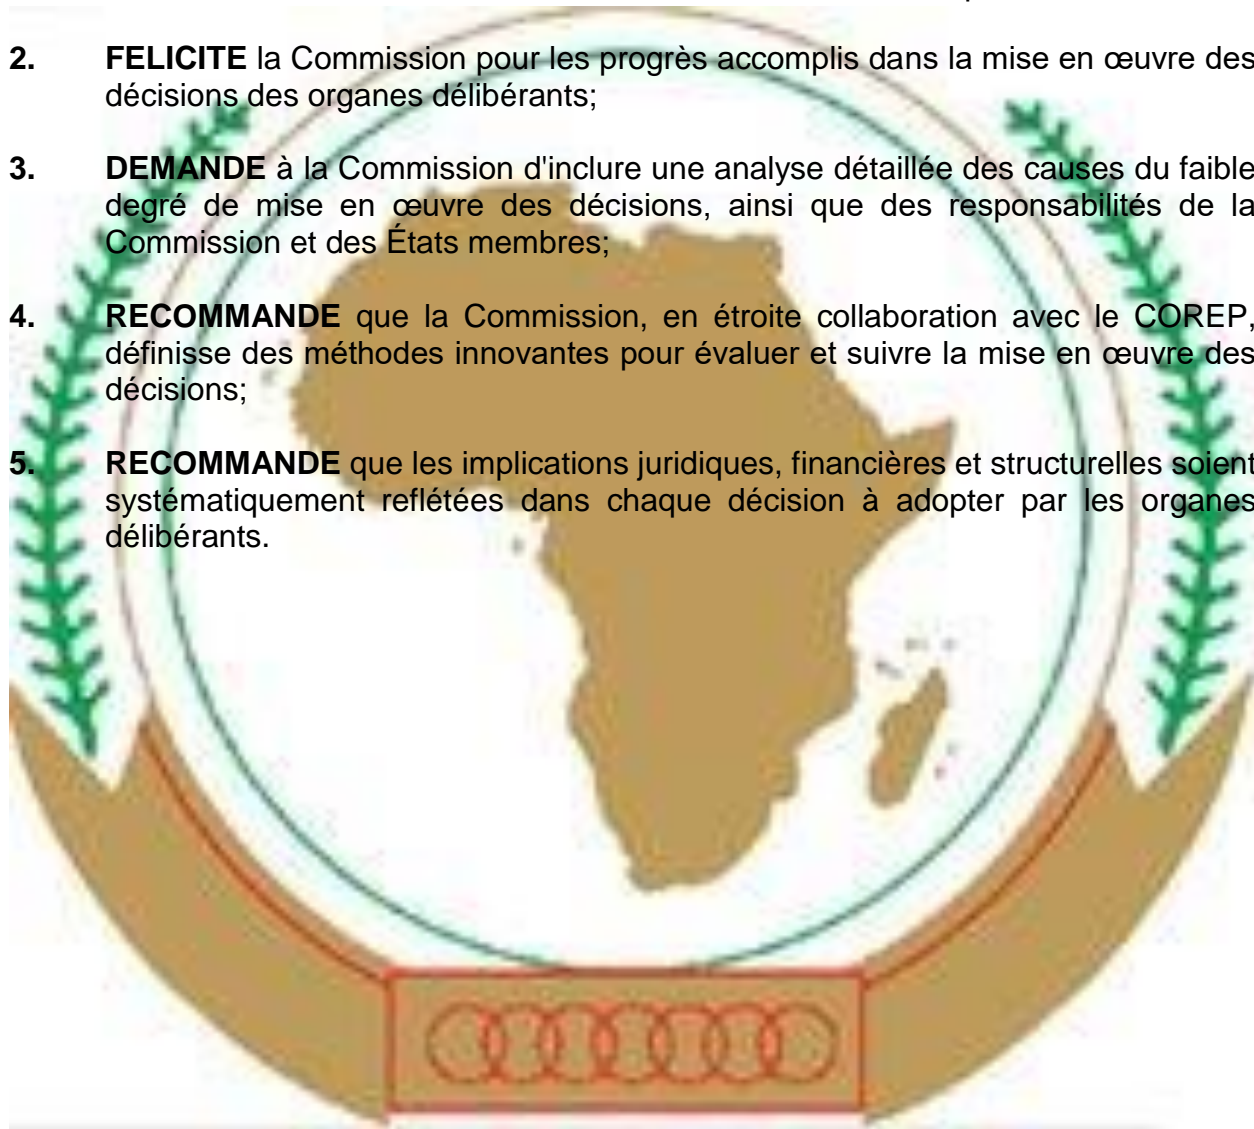 2. FELICITE la Commission pour les progrès accomplis dans la mise en œuvre des
décisions des organes délibérants;
3. DEMANDE à la Commission d'inclure une analyse détaillée des causes du faible
degré de mise en œuvre des décisions, ainsi que des responsabilités de la
Commission et des États membres;
4. RECOMMANDE que la Commission, en étroite collaboration avec le COREP,
définisse des méthodes innovantes pour évaluer et suivre la mise en œuvre des
décisions;
5. RECOMMANDE que les implications juridiques, financières et structurelles soient
systématiquement reflétées dans chaque décision à adopter par les organes
délibérants.